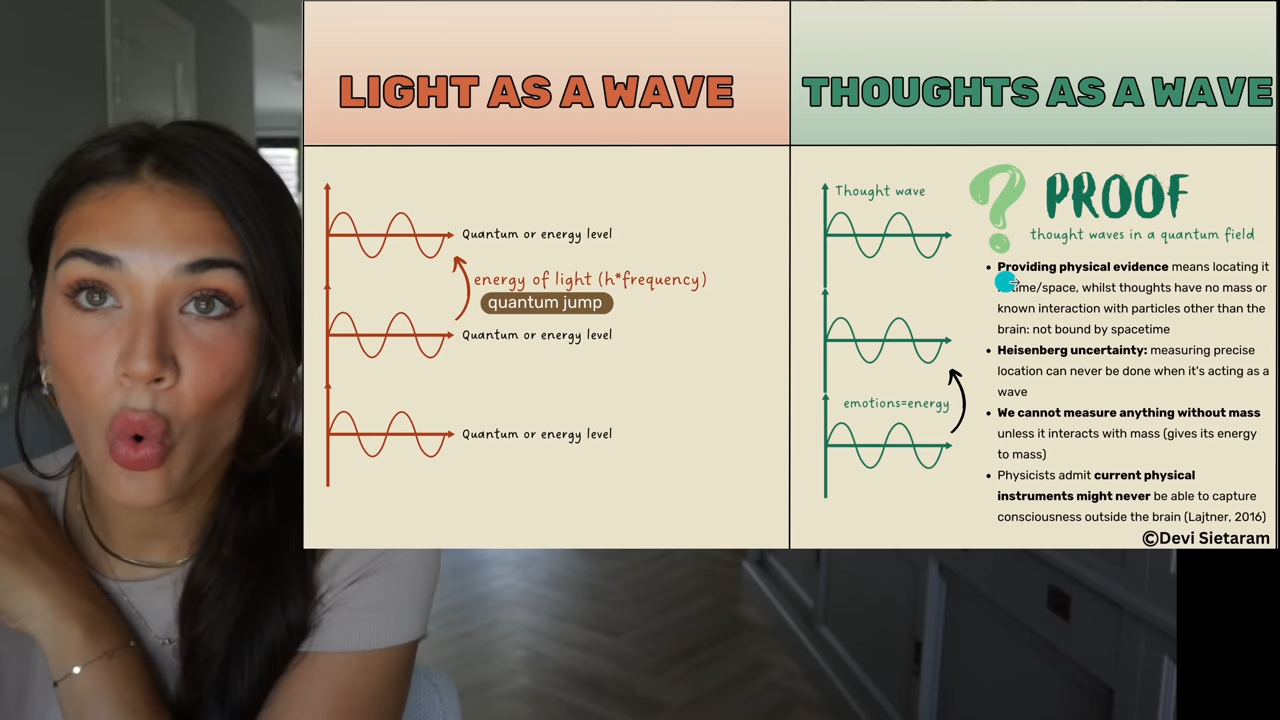 LIGHT AS A WAVE
Quantum or energy level
energy of light (h*frequency)
quantum jump
Quantum or energy level
Quantum or energy level
THOUGHTS AS A WAVE
Thought wave
emotions=energy
? PROOF
thought waves in a quantum field
• Providing physical evidence means locating it
time/space, whilst thoughts have no mass or
known interaction with particles other than the
brain: not bound by spacetime
• Heisenberg uncertainty: measuring precise
location can never be done when it's acting as a
wave
• We cannot measure anything without mass
unless it interacts with mass (gives its energy
to mass)
• Physicists admit current physical
instruments might never be able to capture
consciousness outside the brain (Lajtner, 2016)
©Devi Sietaram